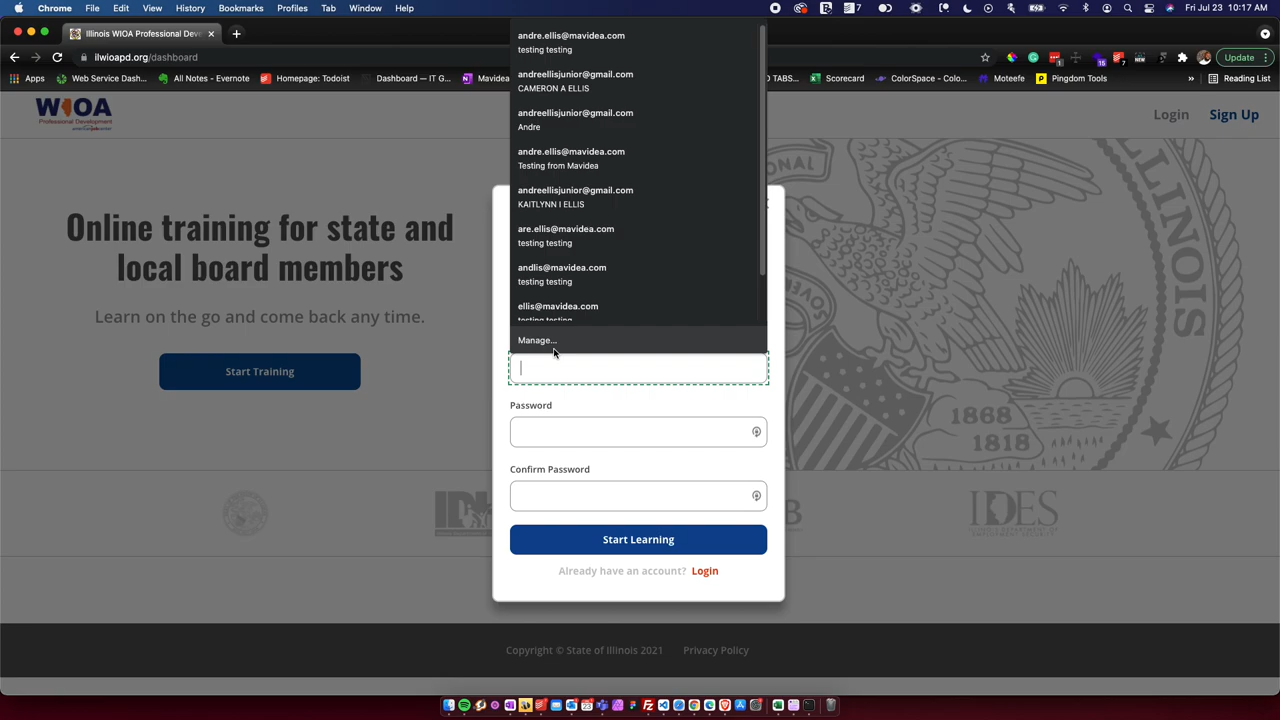 Chrome File Edit View History Bookmarks Profiles Tab Window Help
Fri Jul 23 10:17 AM
Illinois WIOA Professional Deve
ilwioapd.org/dashboard
Update
Apps Web Service Dash... All Notes - Evernote Homepage: Todoist Dashboard — IT G... Mavidea TABS... Scorecard ColorSpace - Color... Moteefe Pingdom Tools » Reading List
WIOA
Professional Development
Login Sign Up
Online training for state and
local board members
Learn on the go and come back any time.
Start Training
andre.ellis@mavidea.com
testing testing
andreellisjunior@gmail.com
CAMERON A ELLIS
andreellisjunior@gmail.com
Andre
andre.ellis@mavidea.com
Testing from Mavidea
andreellisjunior@gmail.com
KAITLYNN I ELLIS
are.ellis@mavidea.com
testing testing
andlis@mavidea.com
testing testing
ellis@mavidea.com
testing testing
Manage...
Password
Confirm Password
Start Learning
Already have an account? Login
1868
1818
IDES
Copyright © State of Illinois 2021 Privacy Policy